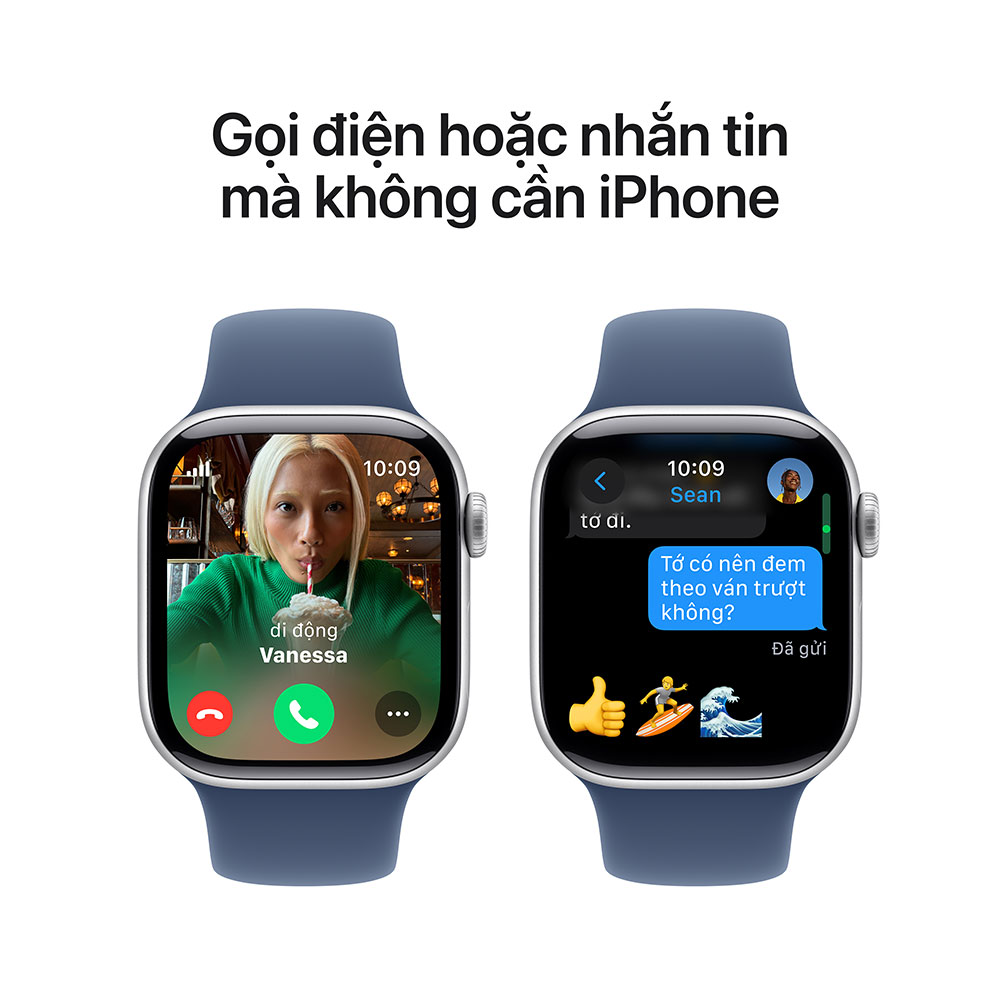 Gọi điện hoặc nhắn tin
mà không cần iPhone
10:09
di động
Vanessa
10:09
Sean
tớ đi.
Tớ có nên đem
theo ván trượt
không?
Đã gửi